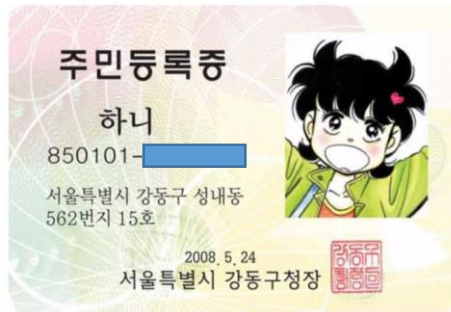 주민등록증
하니
850101-
서울특별시 강동구 성내동
562번지 15호
2008. 5. 24
서울특별시 강동구청장